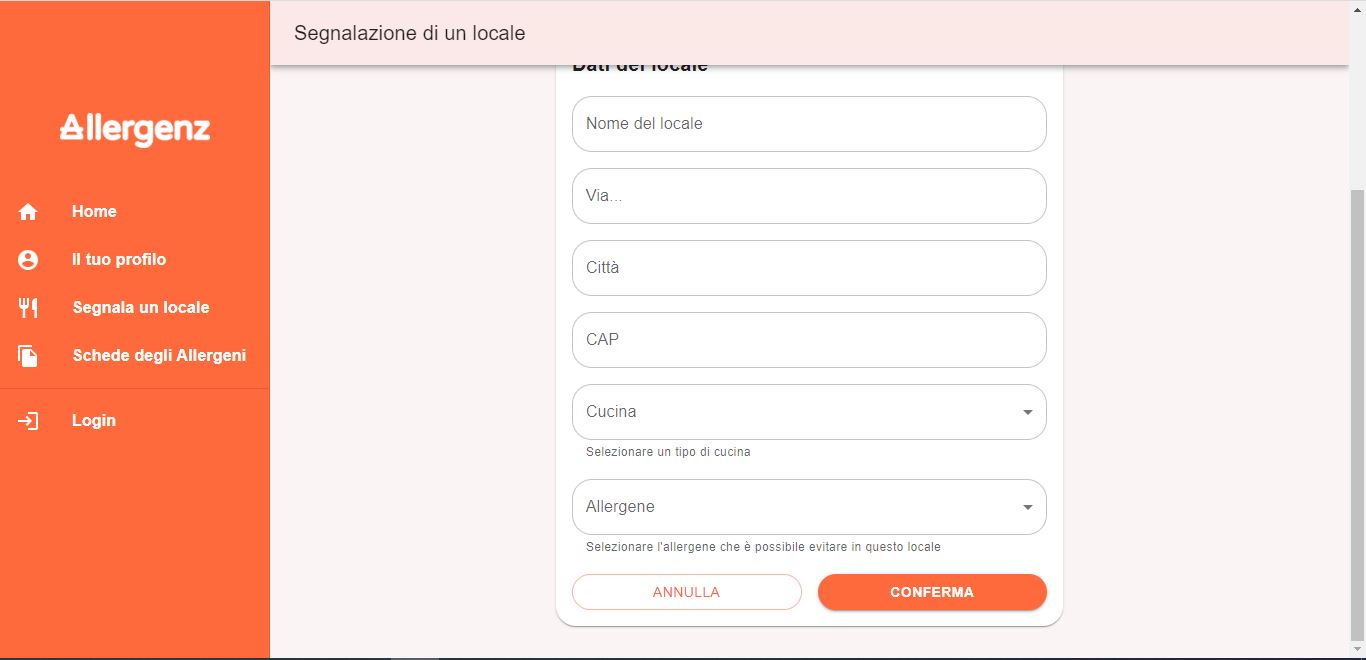 Segnalazione di un locale
Allergenz
Home
Il tuo profilo
Segnala un locale
Schede degli Allergeni
Login
Dati del locale
Nome del locale
Via...
Città
CAP
Cucina
Selezionare un tipo di cucina
Allergene
Selezionare l'allergene che è possibile evitare in questo locale
ANNULLA
CONFERMA